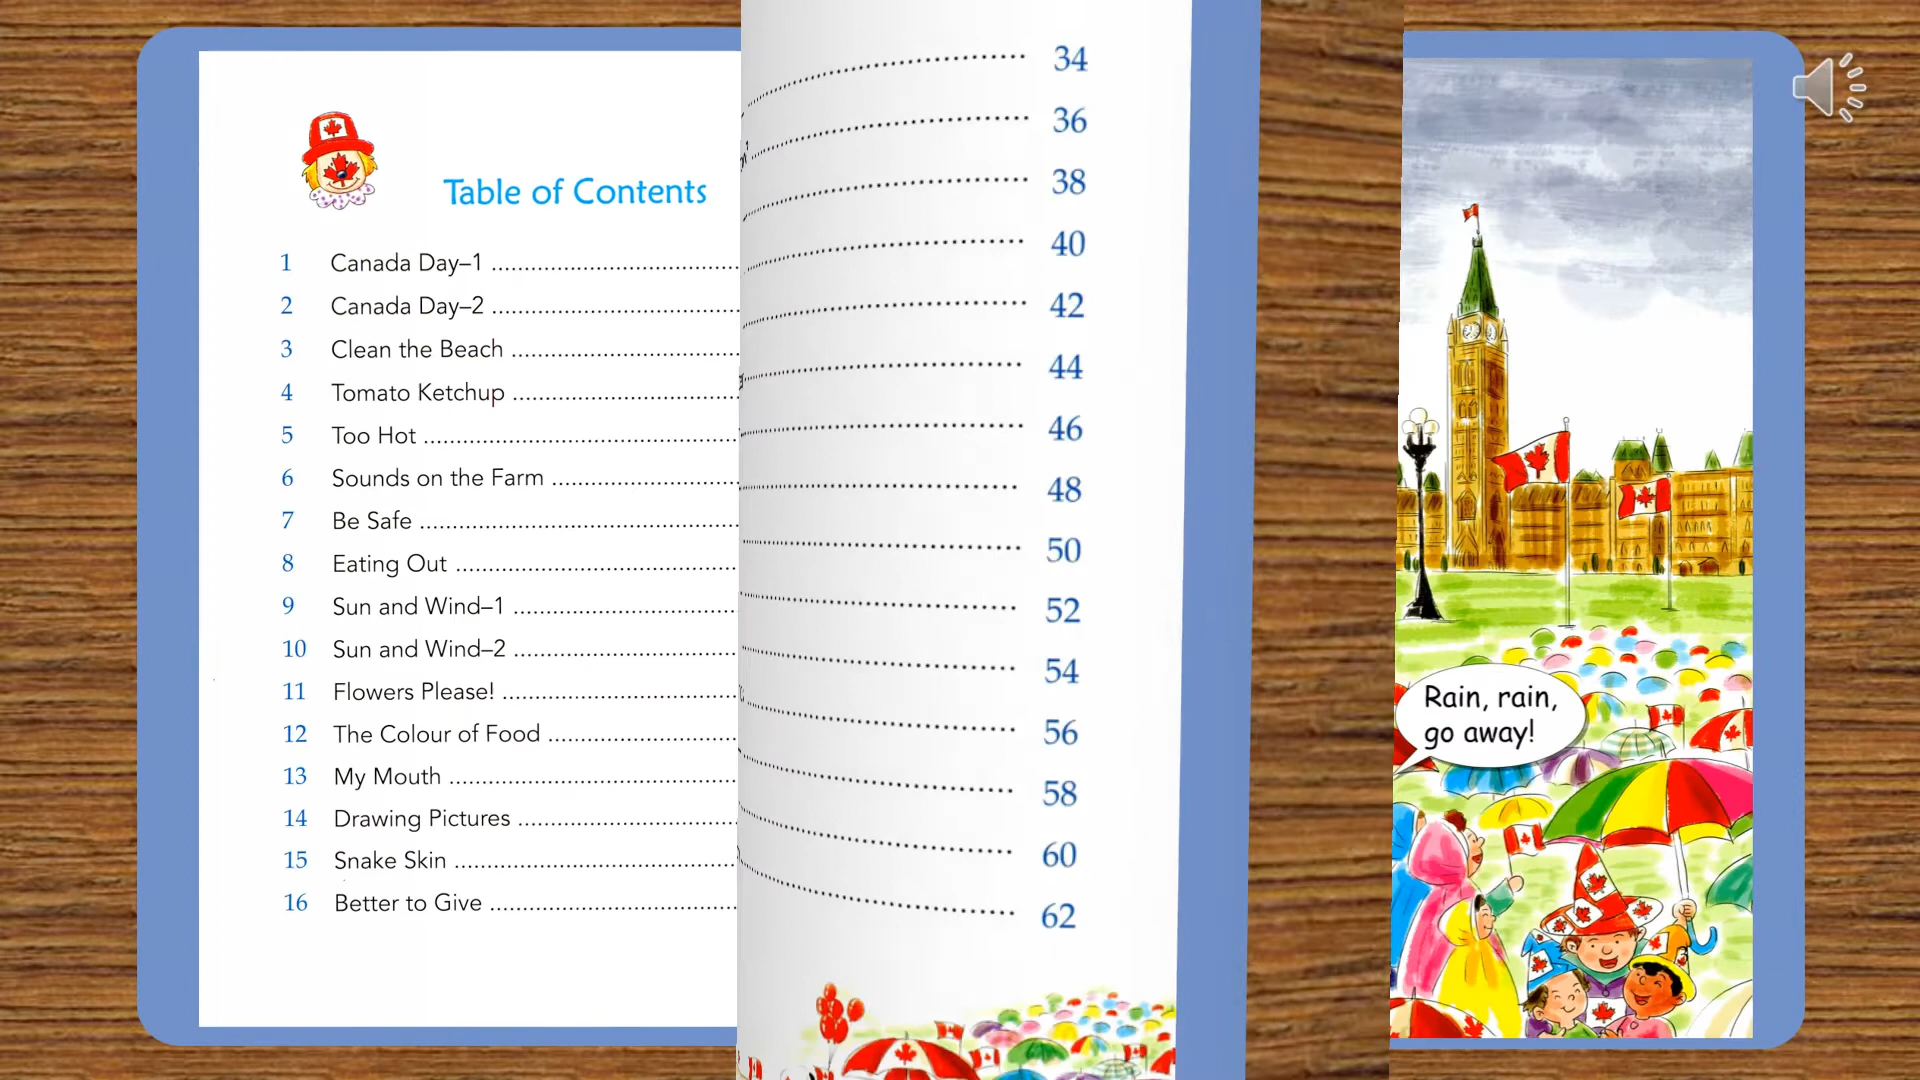 Table of Contents
1 Canada Day–1 ........................................
2 Canada Day–2 ........................................
3 Clean the Beach .....................................
4 Tomato Ketchup .....................................
5 Too Hot ..................................................
6 Sounds on the Farm ..............................
7 Be Safe ..................................................
8 Eating Out .............................................
9 Sun and Wind–1 ....................................
10 Sun and Wind–2 ....................................
11 Flowers Please! ......................................
12 The Colour of Food ...............................
13 My Mouth ..............................................
14 Drawing Pictures ...................................
15 Snake Skin .............................................
16 Better to Give ........................................
34
36
38
40
42
44
46
48
50
52
54
56
58
60
62
Rain, rain,
go away!